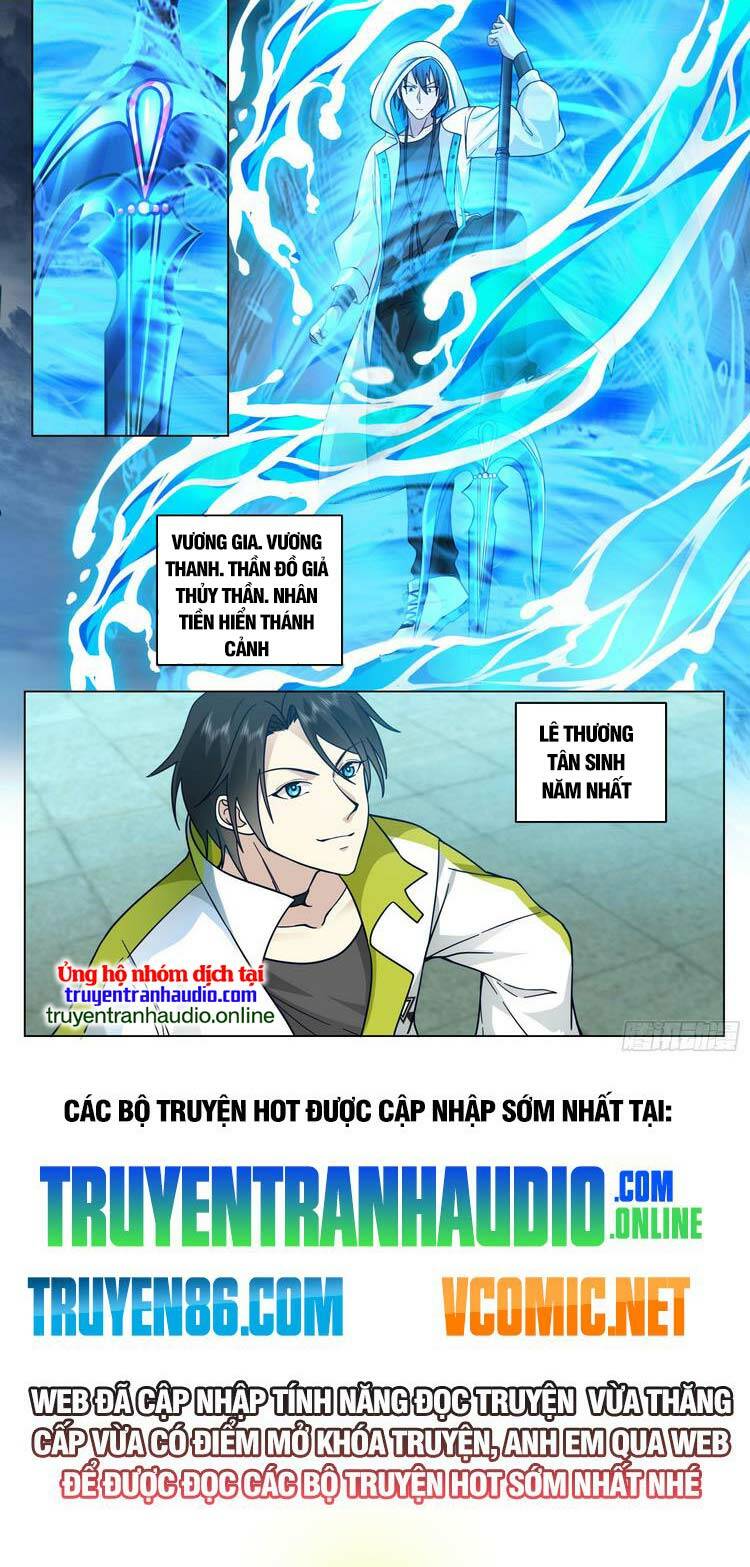 VƯƠNG GIA. VƯƠNG
THANH. THẦN ĐỒ GIẢ
THỦY THẦN. NHÂN
TIỀN HIỂN THÁNH
CẢNH
LÊ THƯƠNG
TÂN SINH
NĂM NHẤT
Ủng hộ nhóm dịch tại
truyentranhaudio.com
truyentranhaudio.online
腾讯动漫
CÁC BỘ TRUYỆN HOT ĐƯỢC CẬP NHẬP SỚM NHẤT TẠI:
TRUYENTRANHAUDIO.COM
.ONLINE
TRUYEN86.COM
VCOMIC.NET
WEB ĐÃ CẬP NHẬP TÍNH NĂNG ĐỌC TRUYỆN VỪA THĂNG
CẤP VỪA CÓ ĐIỂM MỞ KHÓA TRUYỆN, ANH EM QUA WEB
ĐỂ ĐƯỢC ĐỌC CÁC BỘ TRUYỆN HOT SỚM NHẤT NHÉ